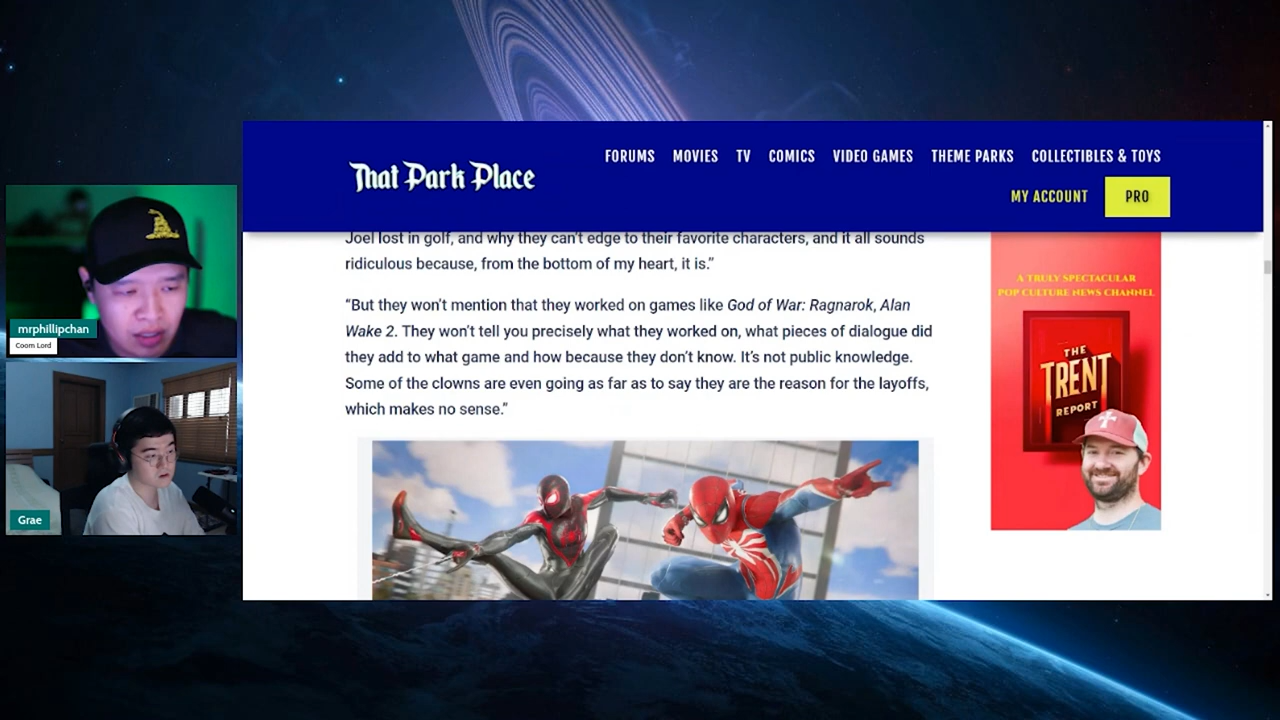 That Park Place
FORUMS MOVIES TV COMICS VIDEO GAMES THEME PARKS COLLECTIBLES & TOYS
MY ACCOUNT PRO
Joel lost in golf, and why they can't edge to their favorite characters, and it all sounds
ridiculous because, from the bottom of my heart, it is.”
“But they won't mention that they worked on games like God of War: Ragnarok, Alan
Wake 2. They won't tell you precisely what they worked on, what pieces of dialogue did
they add to what game and how because they don't know. It's not public knowledge.
Some of the clowns are even going as far as to say they are the reason for the layoffs,
which makes no sense.”
A TRULY SPECTACULAR
POP CULTURE NEWS CHANNEL
THE
TRENT
REPORT
mrphillipchan
Coom Lord
Grae